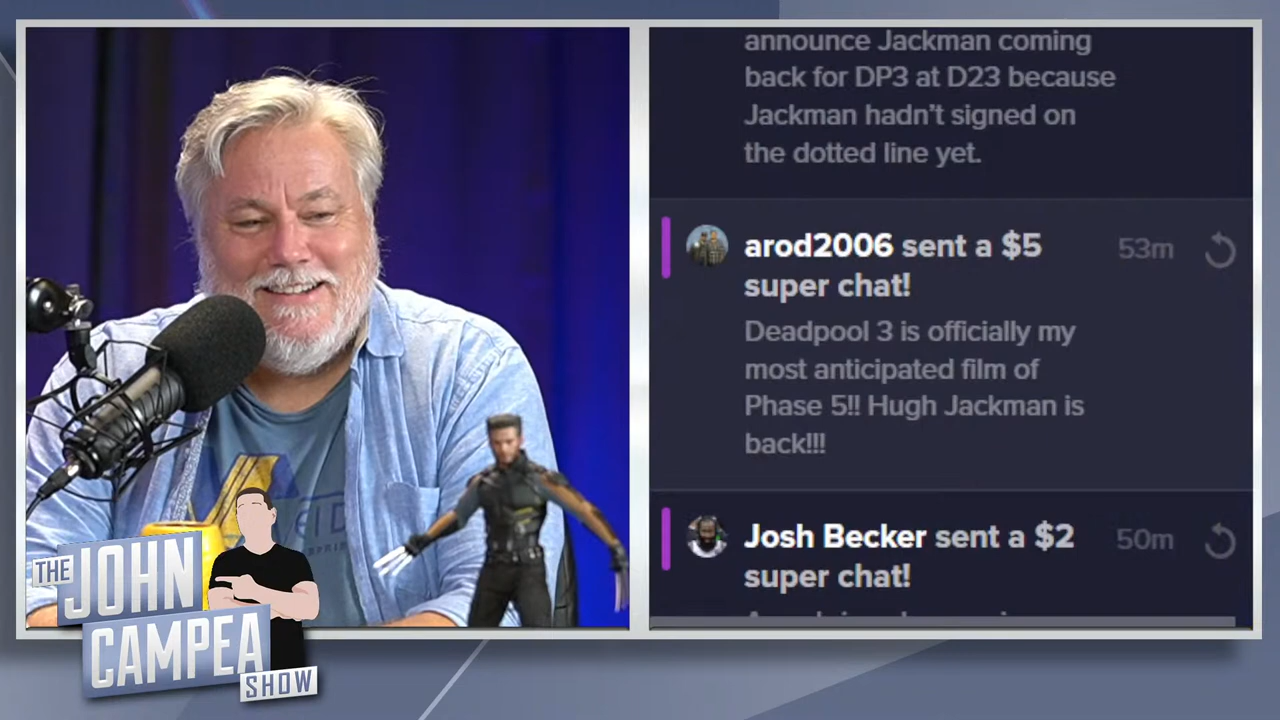 announce Jackman coming
back for DP3 at D23 because
Jackman hadn't signed on
the dotted line yet.
arod2006 sent a $5
super chat!
53m
Deadpool 3 is officially my
most anticipated film of
Phase 5!! Hugh Jackman is
back!!!
Josh Becker sent a $2
super chat!
50m
THE
JOHN
CAMPEA
SHOW